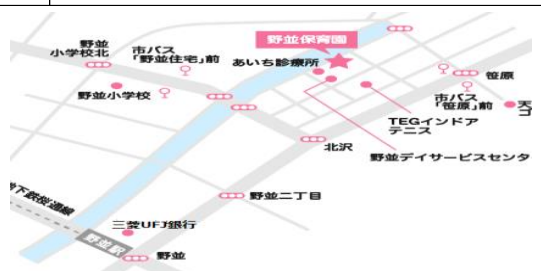 野並保育園
野並
小学校北
市バス
「野並住宅」前
あいち診療所
笹原
野並小学校
市バス
「笹原」前
TEGインドア
テニス
北沢
野並デイサービスセンタ
野並二丁目
下鉄桜通線
三菱UFJ銀行
野並駅
野並